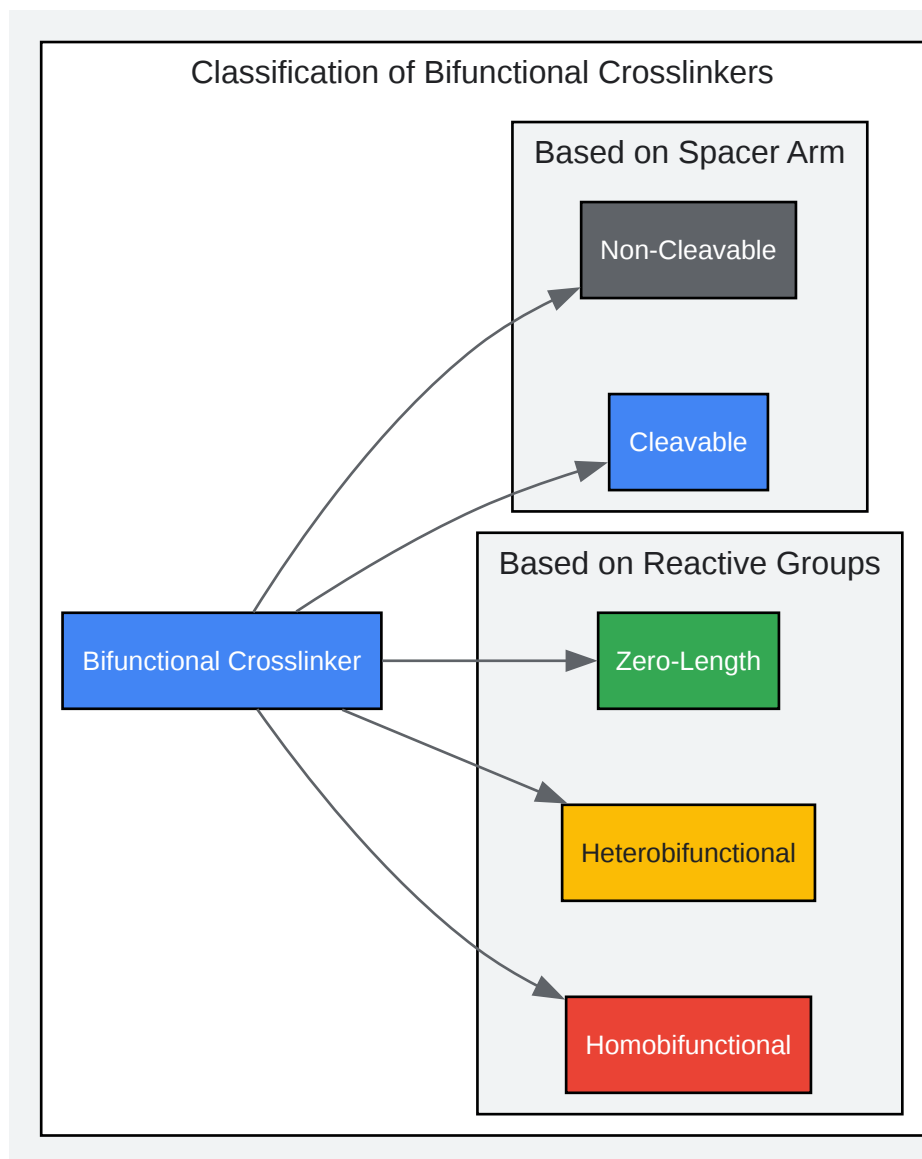 Classification of Bifunctional Crosslinkers
Based on Spacer Arm
Non-Cleavable
Cleavable
Based on Reactive Groups
Bifunctional Crosslinker
Zero-Length
Heterobifunctional
Homobifunctional